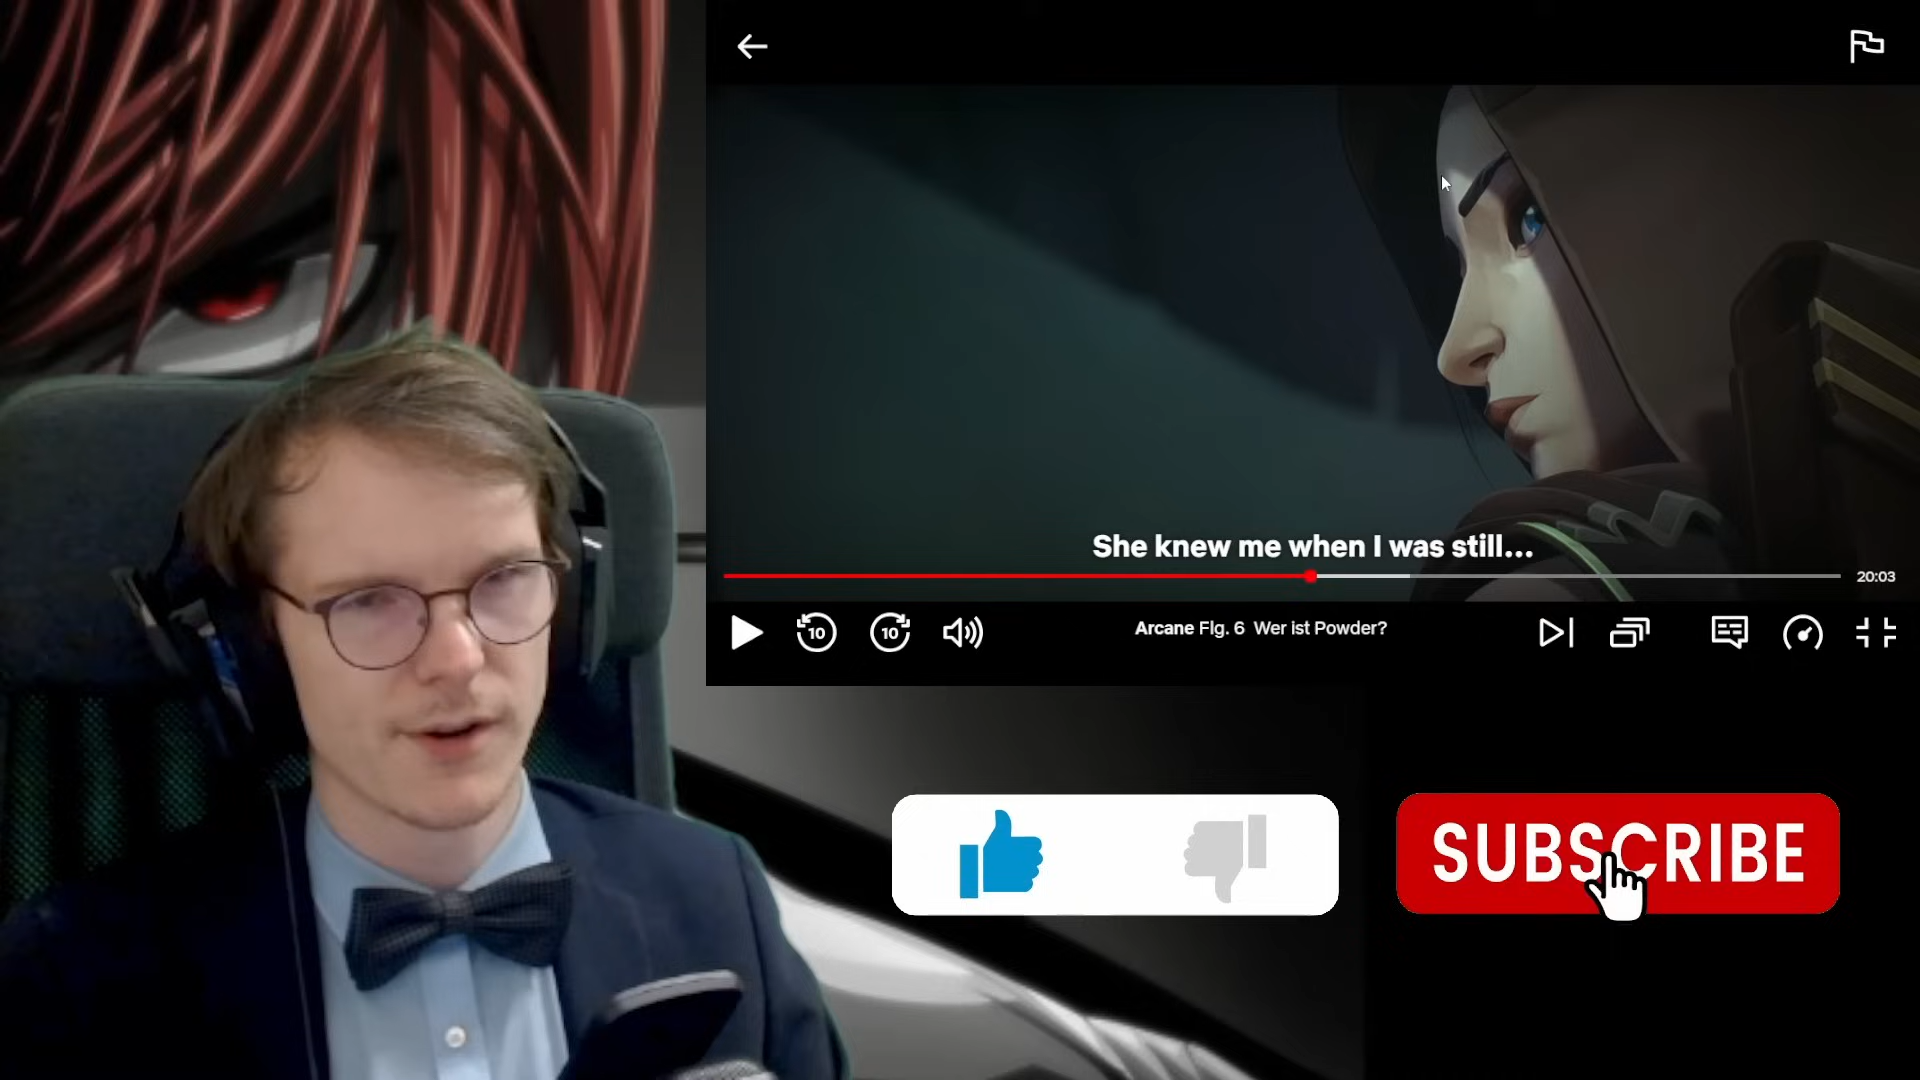 She knew me when I was still...
20:03
10
10
Arcane Flg. 6 Wer ist Powder?
SUBSCRIBE